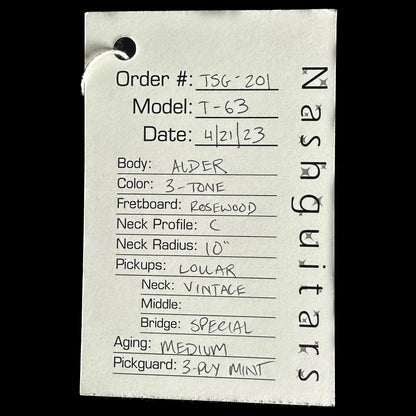 Order #: TSG-201
Model: T-63
Date: 4/21/23
Body: ALDER
Color: 3-TONE
Fretboard: ROSEWOOD
Neck Profile: C
Neck Radius: 10"
Pickups: LOLLAR
Neck: VINTAGE
Middle:
Bridge: SPECIAL
Aging: MEDIUM
Pickguard: 3-PLY MINT
Nashguitars